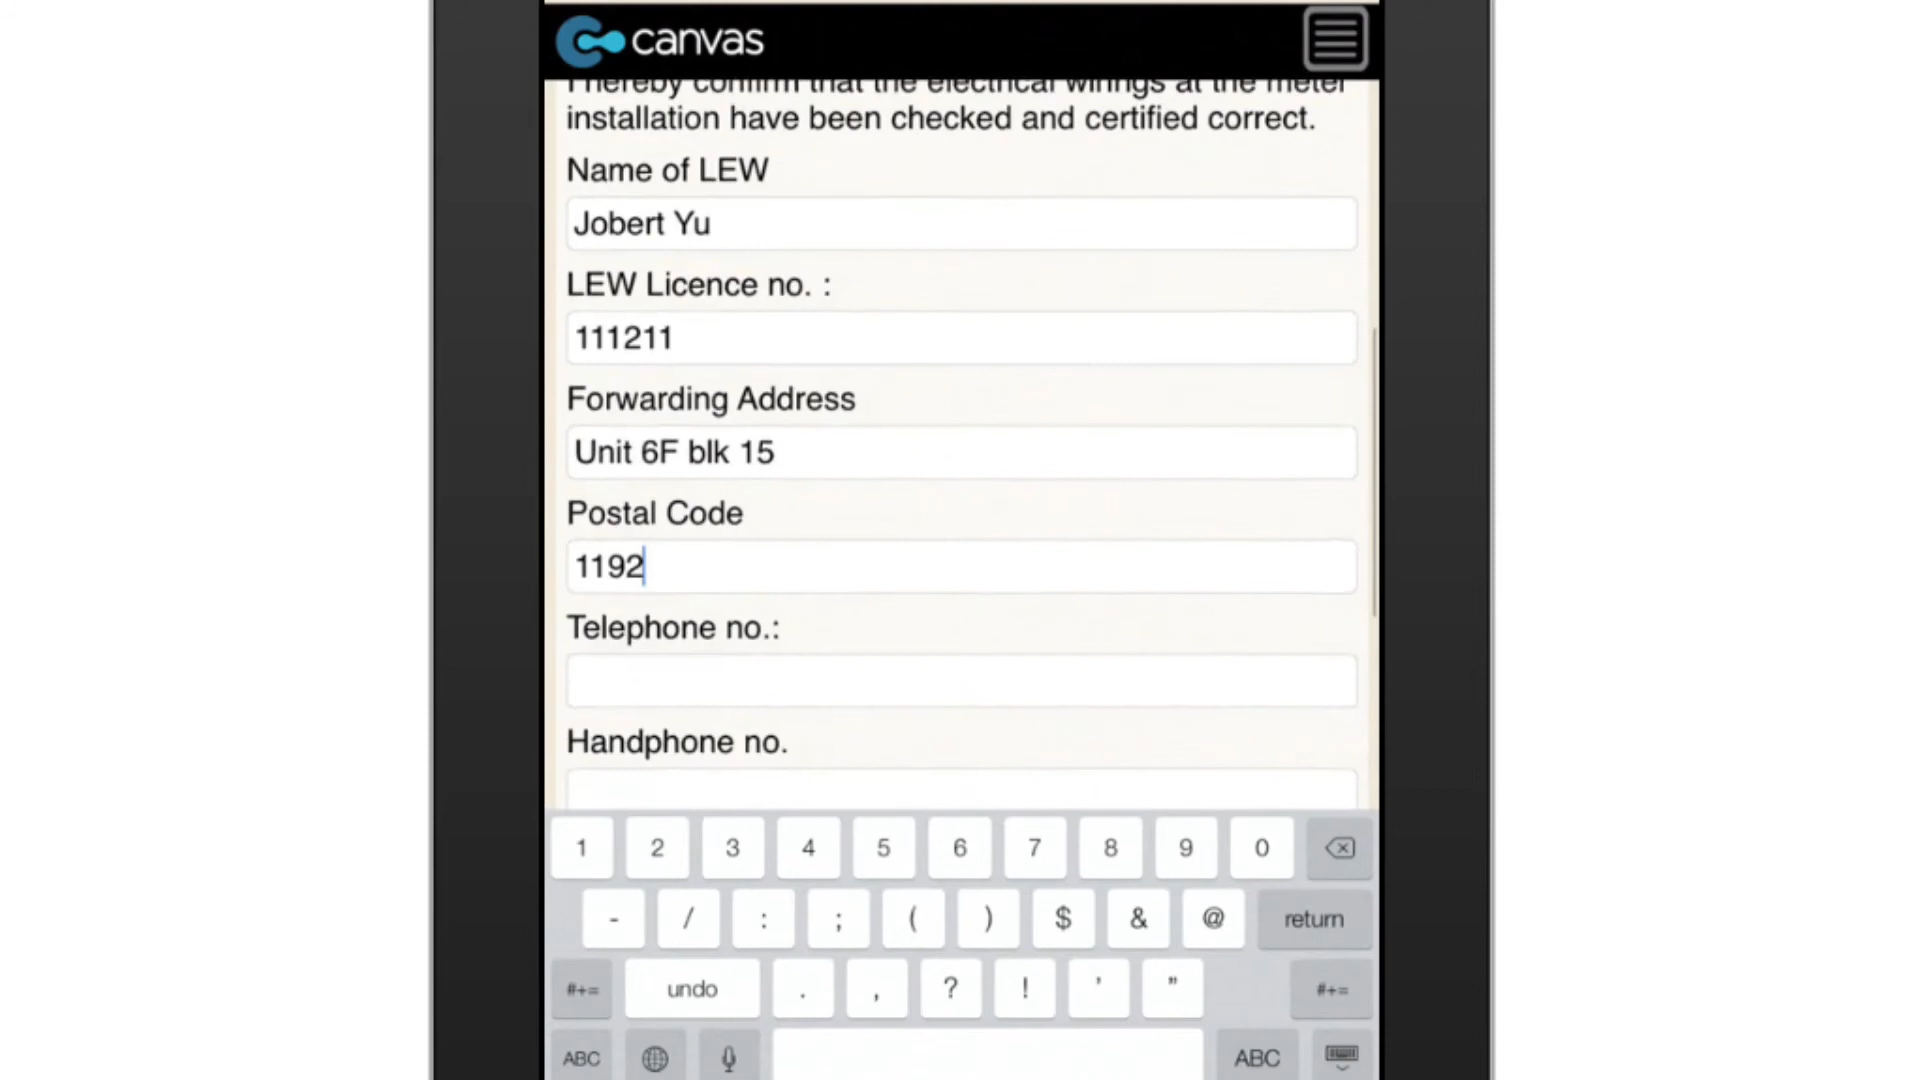 canvas
I hereby confirm that the electrical wirings at the meter
installation have been checked and certified correct.
Name of LEW
Jobert Yu
LEW Licence no. :
111211
Forwarding Address
Unit 6F blk 15
Postal Code
1192
Telephone no.:
Handphone no.
1 2 3 4 5 6 7 8 9 0
- / : ; ( ) $ & @ return
#+= undo . , ? ! ' " #+=
ABC ABC